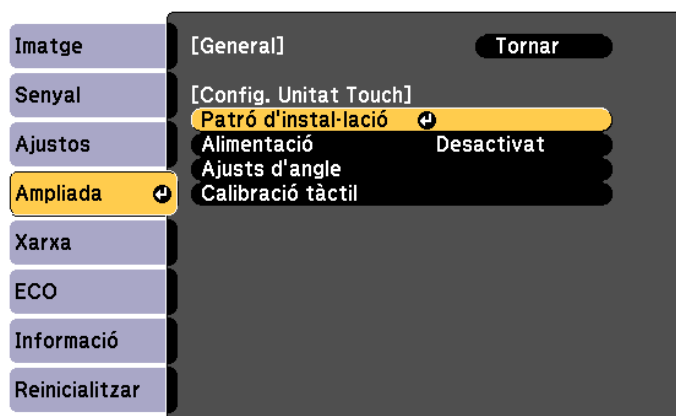 Imatge
Senyal
Ajustos
Ampliada
Xarxa
ECO
Informació
Reinicialitzar
[General]
Tornar
[Config. Unitat Touch]
Patró d'instal·lació
Alimentació Desactivat
Ajusts d'angle
Calibració tàctil